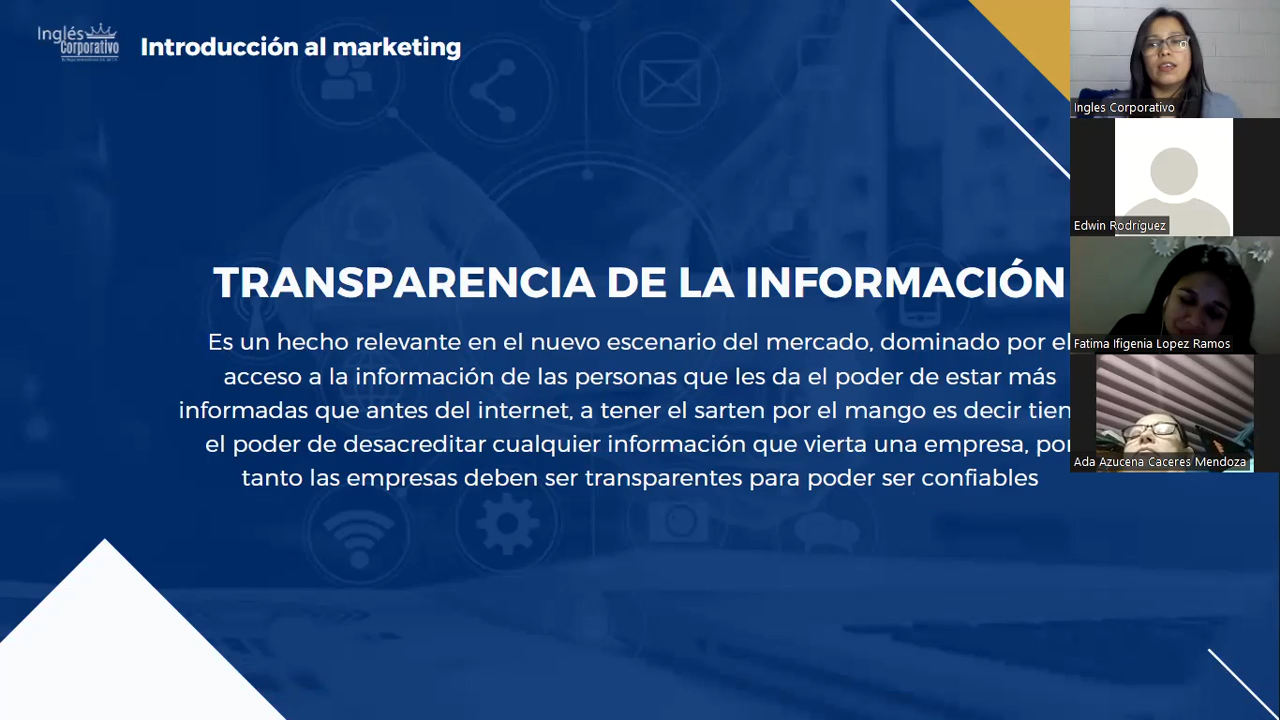 Inglés
Corporativo
Introducción al marketing
TRANSPARENCIA DE LA INFORMACIÓN
Es un hecho relevante en el nuevo escenario del mercado, dominado por el
acceso a la información de las personas que les da el poder de estar más
informadas que antes del internet, a tener el sarten por el mango es decir tien
el poder de desacreditar cualquier información que vierta una empresa, por
tanto las empresas deben ser transparentes para poder ser confiables
Ingles Corporativo
Edwin Rodríguez
Fatima Ifigenia Lopez Ramos
Ada Azucena Caceres Mendoza